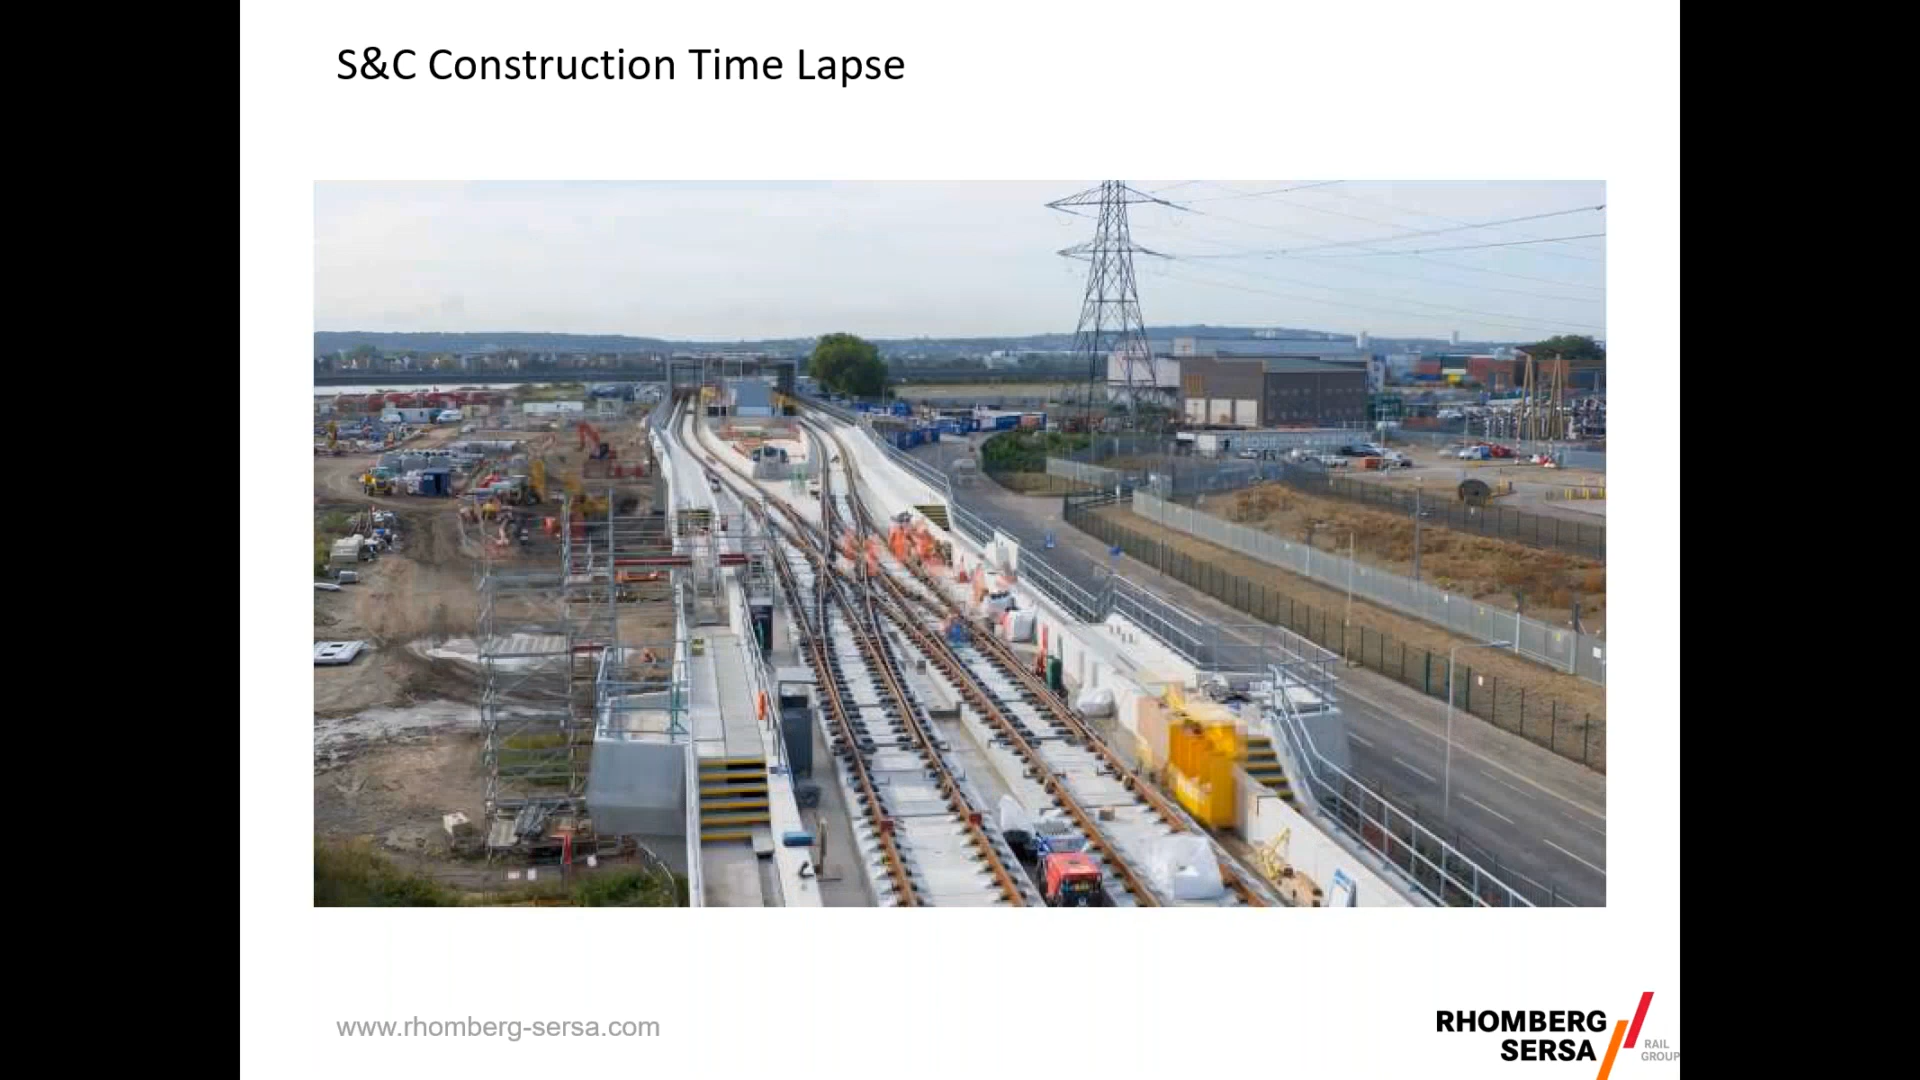 S&C Construction Time Lapse
www.rhomberg-sersa.com
RHOMBERG
SERSA
RAIL
GROUP